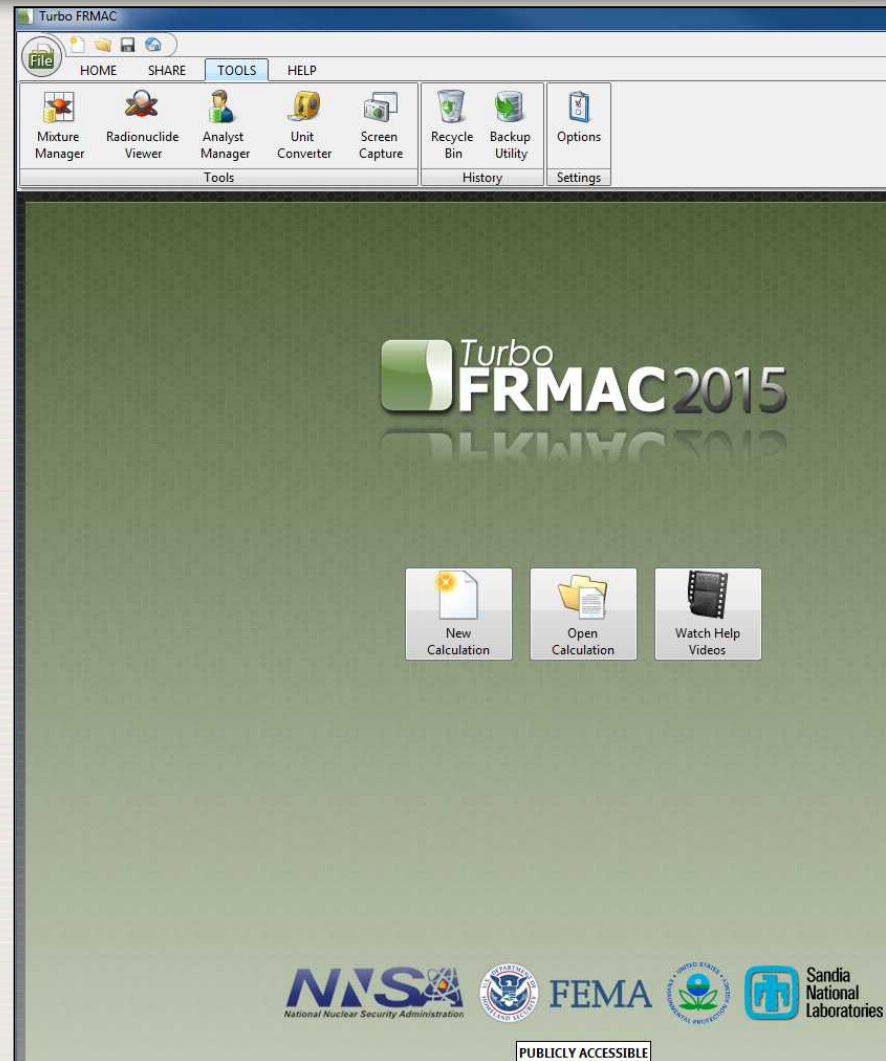 Turbo FRMAC
File
HOME SHARE TOOLS HELP
Mixture Manager
Radionuclide Viewer
Analyst Manager
Unit Converter
Screen Capture
Recycle Bin
Backup Utility
Options
Tools
History
Settings
Turbo
FRMAC 2015
New
Calculation
Open
Calculation
Watch Help
Videos
NNSA
National Nuclear Security Administration
FEMA
Sandia
National
Laboratories
PUBLICLY ACCESSIBLE